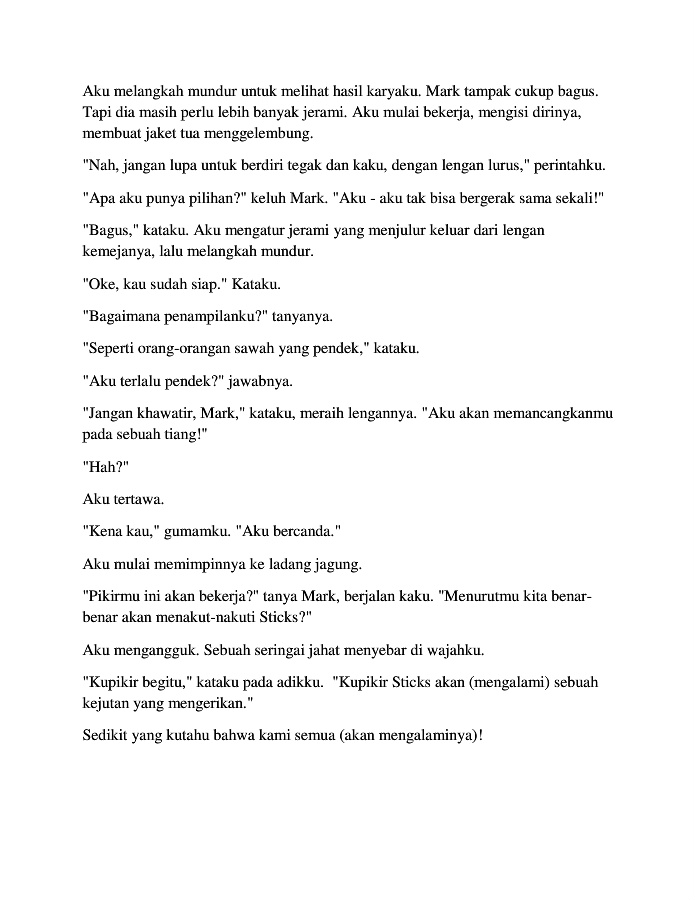 Aku melangkah mundur untuk melihat hasil karyaku. Mark tampak cukup bagus.
Tapi dia masih perlu lebih banyak jerami. Aku mulai bekerja, mengisi dirinya,
membuat jaket tua menggelembung.
"Nah, jangan lupa untuk berdiri tegak dan kaku, dengan lengan lurus," perintahku.
"Apa aku punya pilihan?" keluh Mark. "Aku - aku tak bisa bergerak sama sekali!"
"Bagus," kataku. Aku mengatur jerami yang menjulur keluar dari lengan
kemejanya, lalu melangkah mundur.
"Oke, kau sudah siap." Kataku.
"Bagaimana penampilanku?" tanyanya.
"Seperti orang-orangan sawah yang pendek," kataku.
"Aku terlalu pendek?" jawabnya.
"Jangan khawatir, Mark," kataku, meraih lengannya. "Aku akan memancangkanmu
pada sebuah tiang!"
"Hah?"
Aku tertawa.
"Kena kau," gumamku. "Aku bercanda."
Aku mulai memimpinnya ke ladang jagung.
"Pikirmu ini akan bekerja?" tanya Mark, berjalan kaku. "Menurutmu kita benar-
benar akan menakut-nakuti Sticks?"
Aku mengangguk. Sebuah seringai jahat menyebar di wajahku.
"Kupikir begitu," kataku pada adikku.  "Kupikir Sticks akan (mengalami) sebuah
kejutan yang mengerikan."
Sedikit yang kutahu bahwa kami semua (akan mengalaminya)!